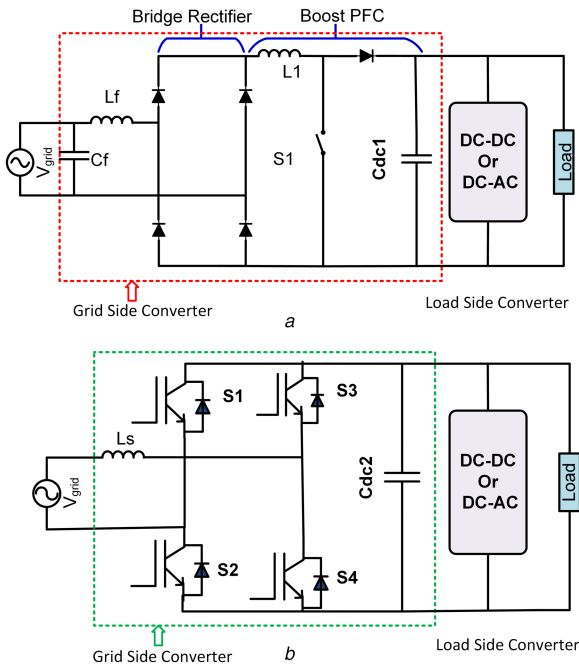 Bridge Rectifier
Boost PFC
Lf
L1
Vgrid
Cf
S1
Cdc1
DC-DC
Or
DC-AC
Load
Grid Side Converter
Load Side Converter
a
S1
S3
Ls
Vgrid
Cdc2
DC-DC
Or
DC-AC
Load
S2
S4
Grid Side Converter
Load Side Converter
b